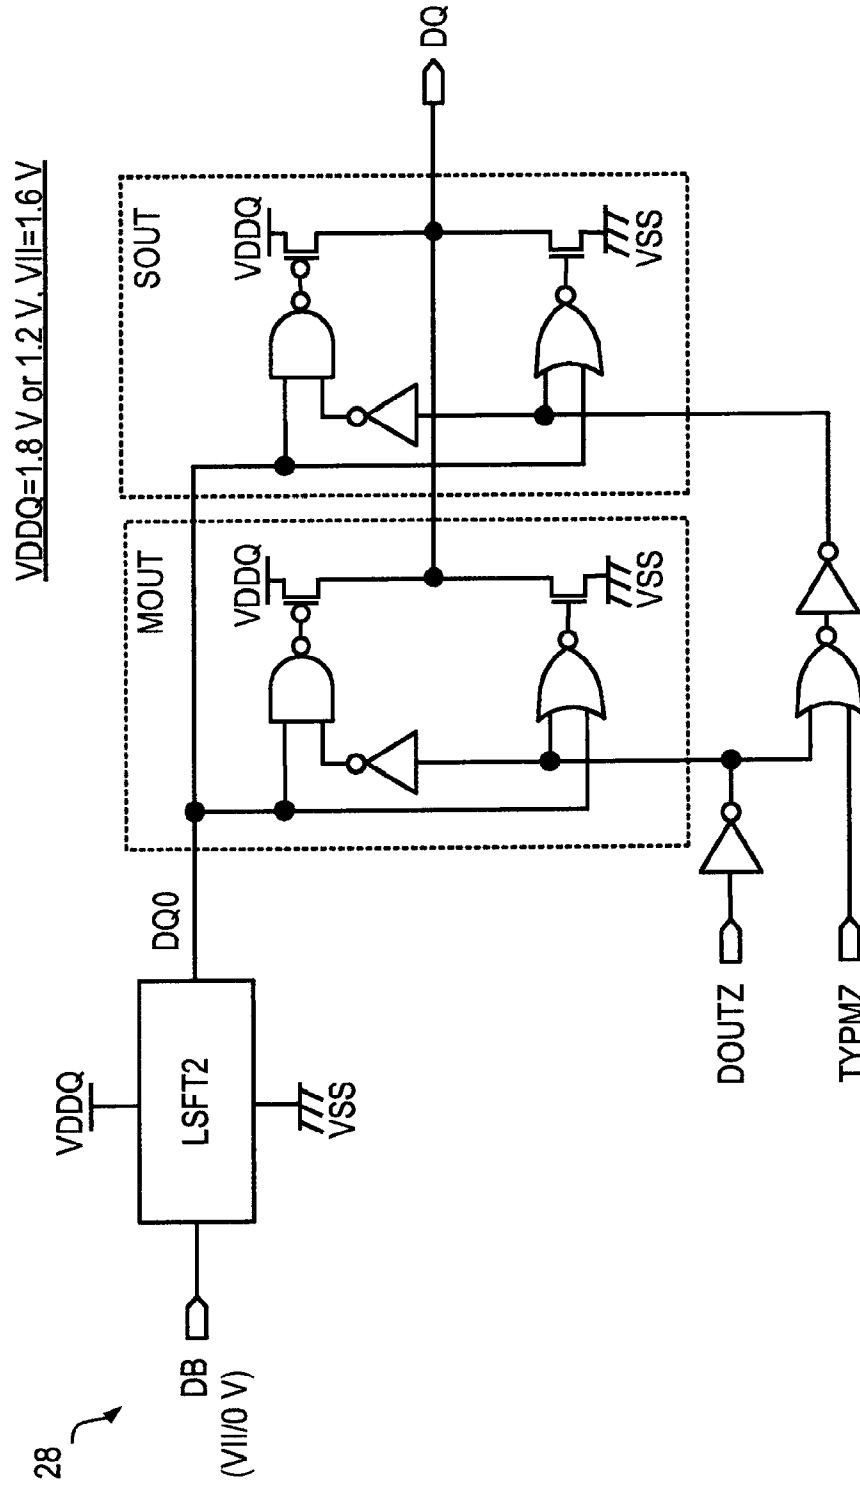 VDDQ=1.8 V or 1.2 V, VII=1.6 V
28
DB
(VII/0 V)
VDDQ
LSFT2
VSS
DQ0
MOUT
VDDQ
VSS
SOUT
VDDQ
VSS
DQ
DOUTZ
TYPMZ